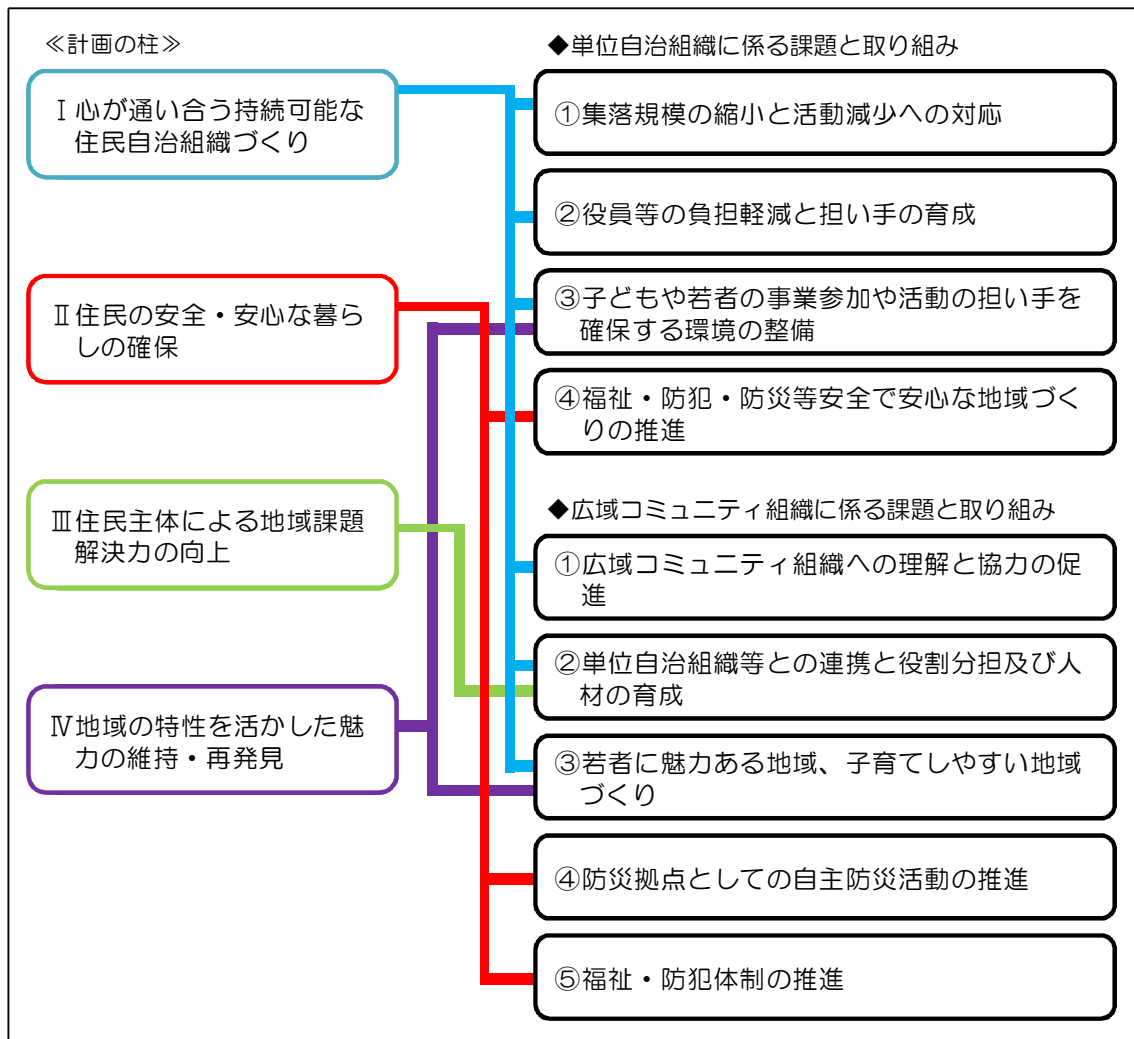 ≪計画の柱≫
Ⅰ心が通い合う持続可能な
住民自治組織づくり
Ⅱ住民の安全・安心な暮ら
しの確保
Ⅲ住民主体による地域課題
解決力の向上
Ⅳ地域の特性を活かした魅
力の維持・再発見
◆単位自治組織に係る課題と取り組み
①集落規模の縮小と活動減少への対応
②役員等の負担軽減と担い手の育成
③子どもや若者の事業参加や活動の担い手を
確保する環境の整備
④福祉・防犯・防災等安全で安心な地域づく
りの推進
◆広域コミュニティ組織に係る課題と取り組み
①広域コミュニティ組織への理解と協力の促
進
②単位自治組織等との連携と役割分担及び人
材の育成
③若者に魅力ある地域、子育てしやすい地域
づくり
④防災拠点としての自主防災活動の推進
⑤福祉・防犯体制の推進